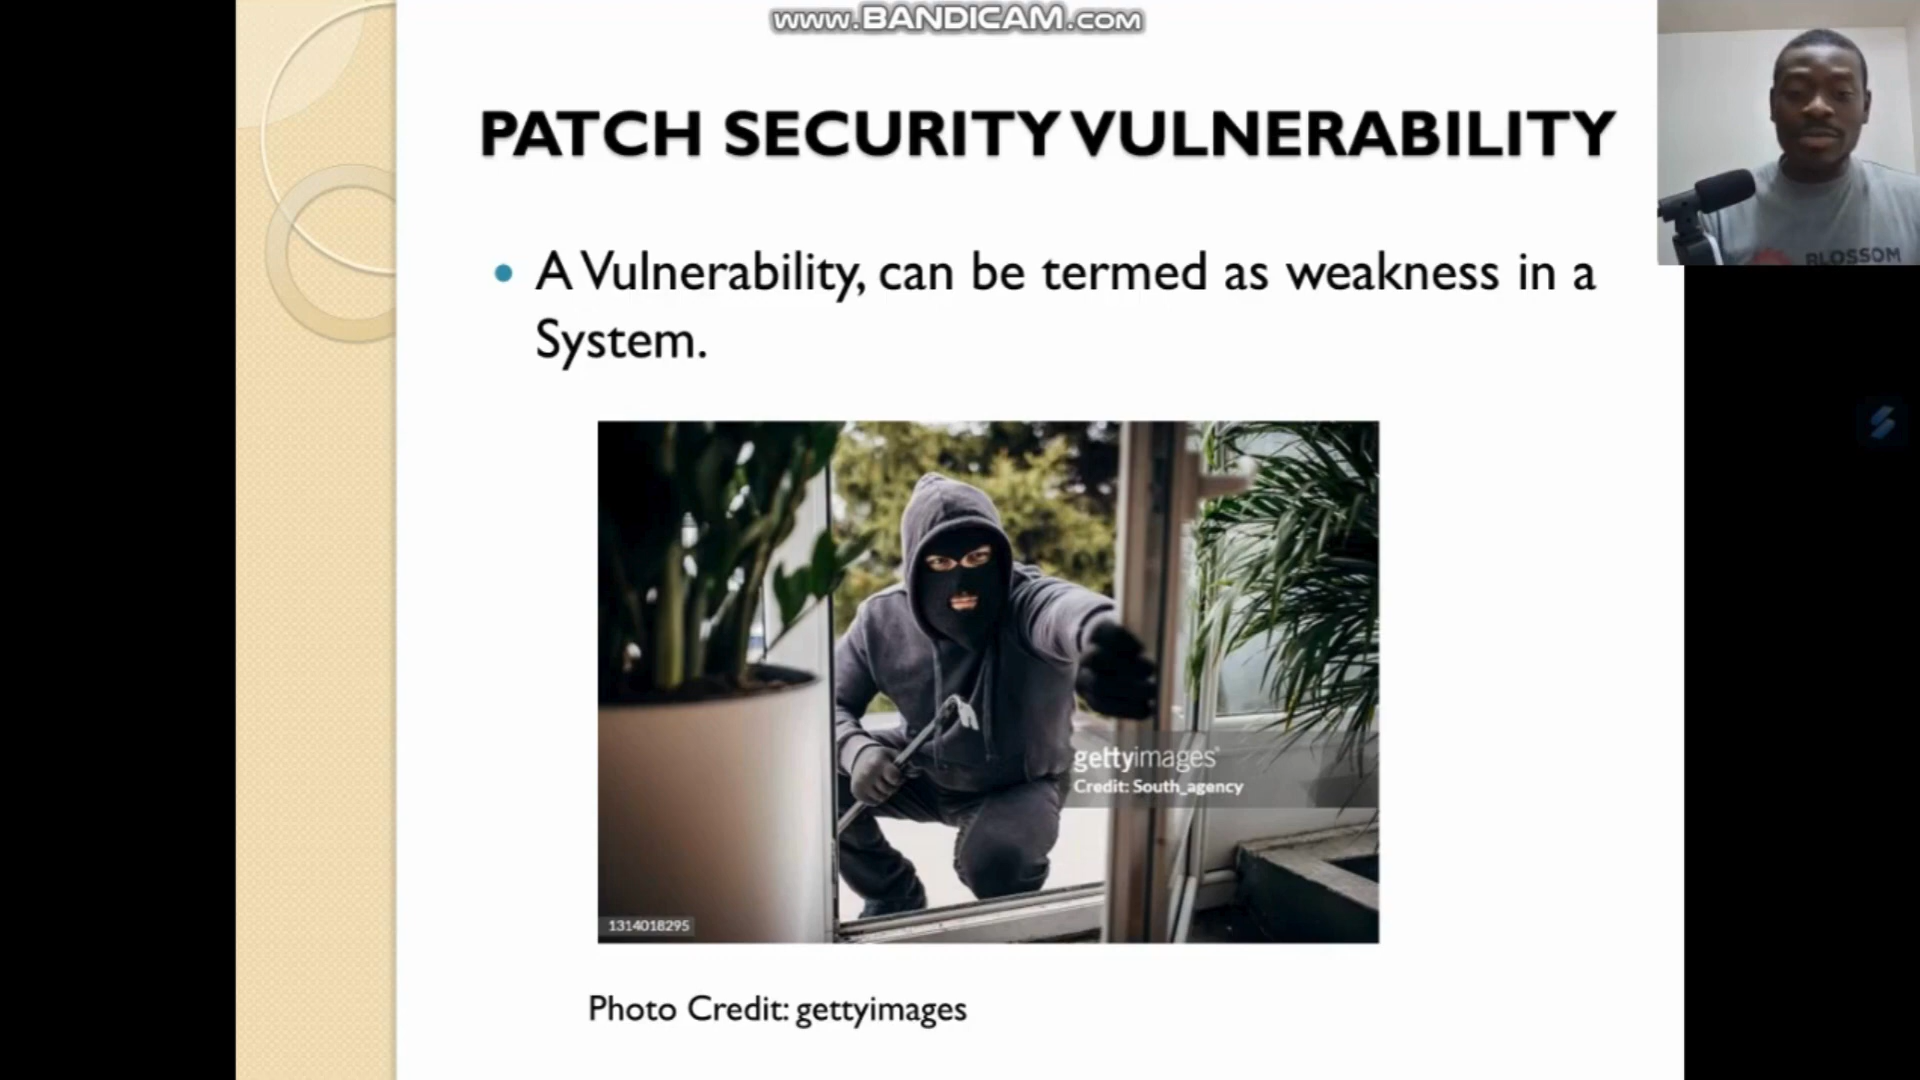 www.BANDICAM.com
PATCH SECURITY VULNERABILITY
A Vulnerability, can be termed as weakness in a
System.
BLOSSOM
gettyimages®
Credit: South_agency
1314018295
Photo Credit: gettyimages